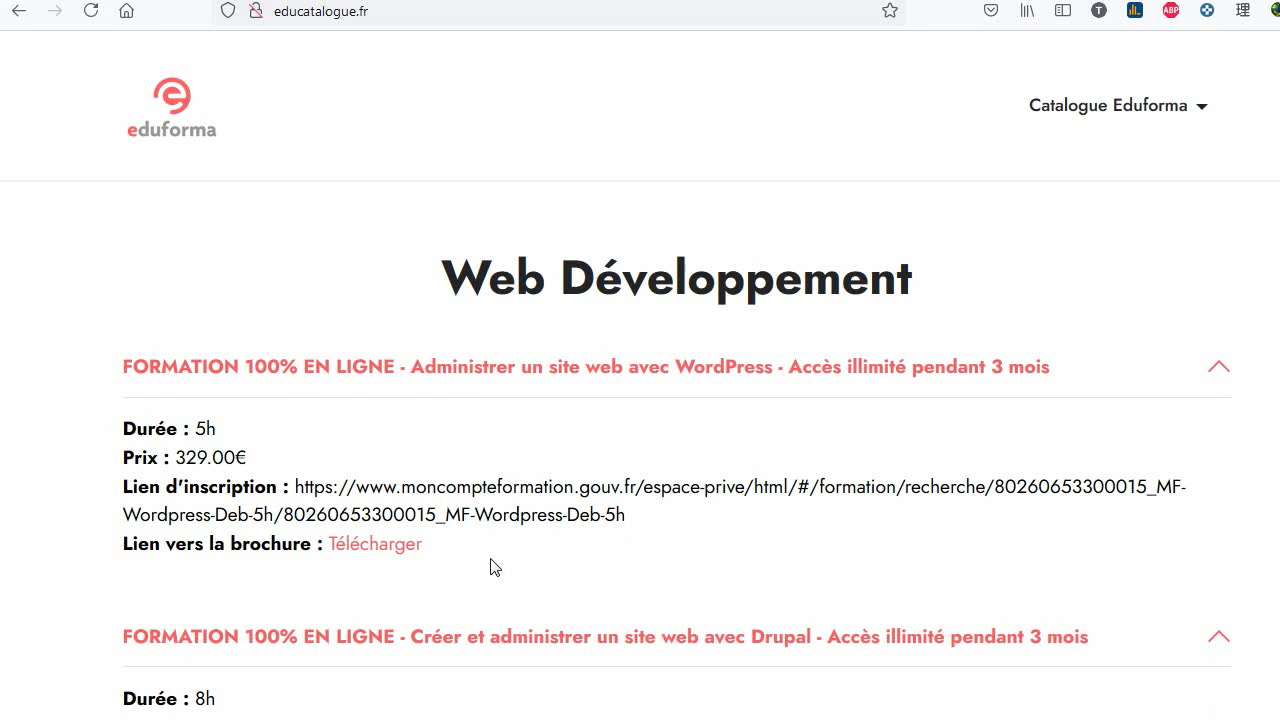 educatalogue.fr
T
ABP
理
eduforma
Catalogue Eduforma
Web Développement
FORMATION 100% EN LIGNE - Administrer un site web avec WordPress - Accès illimité pendant 3 mois
Durée : 5h
Prix : 329.00€
Lien d'inscription : https://www.moncompteformation.gouv.fr/espace-prive/html/#/formation/recherche/80260653300015_MF-
Wordpress-Deb-5h/80260653300015_MF-Wordpress-Deb-5h
Lien vers la brochure : Télécharger
FORMATION 100% EN LIGNE - Créer et administrer un site web avec Drupal - Accès illimité pendant 3 mois
Durée : 8h